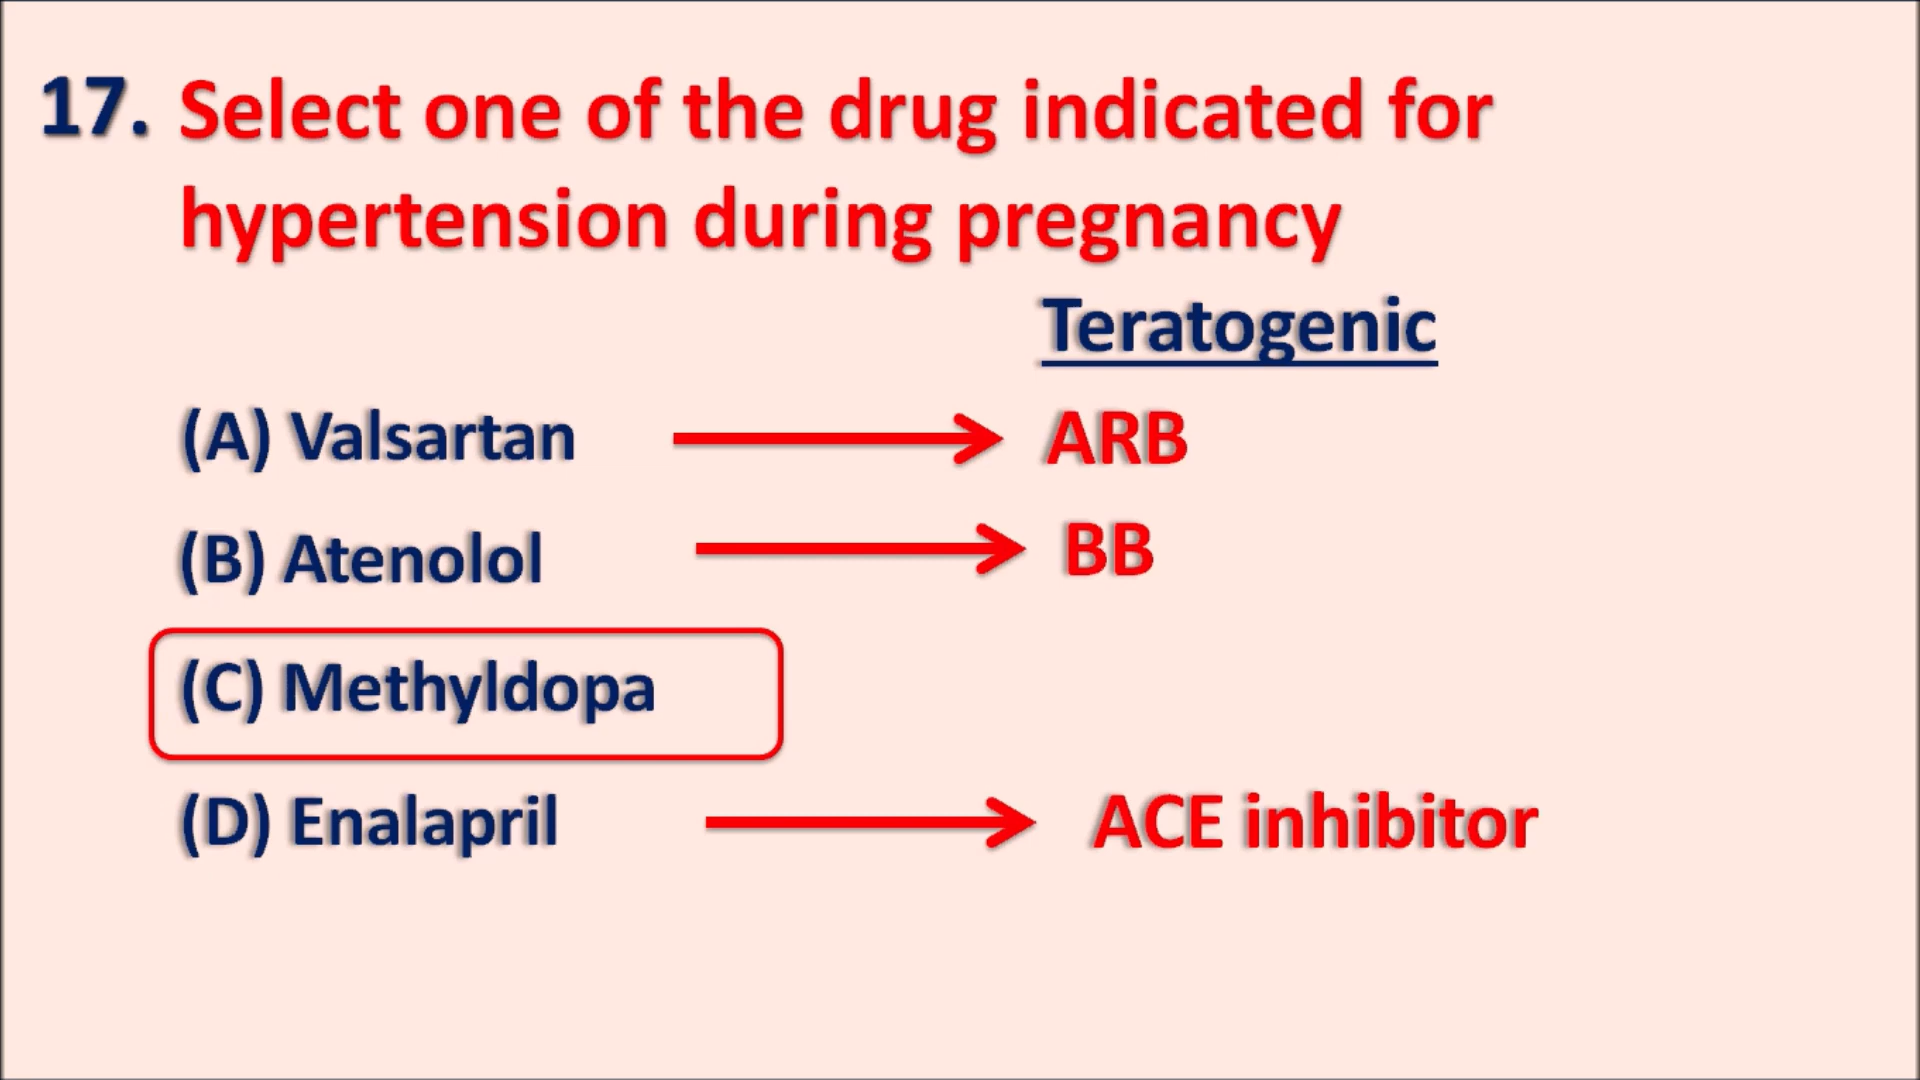 17. Select one of the drug indicated for
hypertension during pregnancy
Teratogenic
(A) Valsartan ARB
(B) Atenolol BB
(C) Methyldopa
(D) Enalapril ACE inhibitor